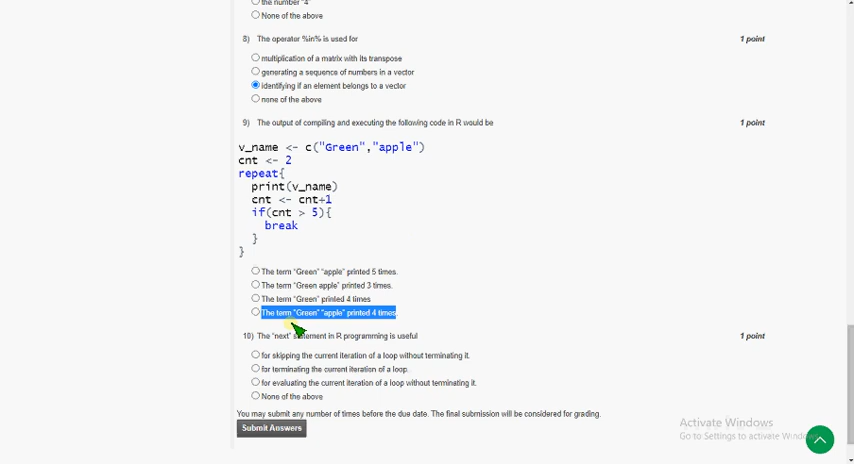 the number "4"
None of the above
8) The operator %in% is used for 1 point
multiplication of a matrix with its transpose
generating a sequence of numbers in a vector
identifying if an element belongs to a vector
none of the above
9) The output of compiling and executing the following code in R would be 1 point
v_name <- c("Green","apple")
cnt <- 2
repeat{
print(v_name)
cnt <- cnt+1
if(cnt > 5){
break
}
}
The term "Green" "apple" printed 5 times.
The term "Green apple" printed 3 times.
The term "Green" printed 4 times
The term "Green" "apple" printed 4 times
10) The "next" statement in R programming is useful 1 point
for skipping the current iteration of a loop without terminating it.
for terminating the current iteration of a loop.
for evaluating the current iteration of a loop without terminating it.
None of the above
You may submit any number of times before the due date. The final submission will be considered for grading.
Submit Answers
Activate Windows
Go to Settings to activate Windows.